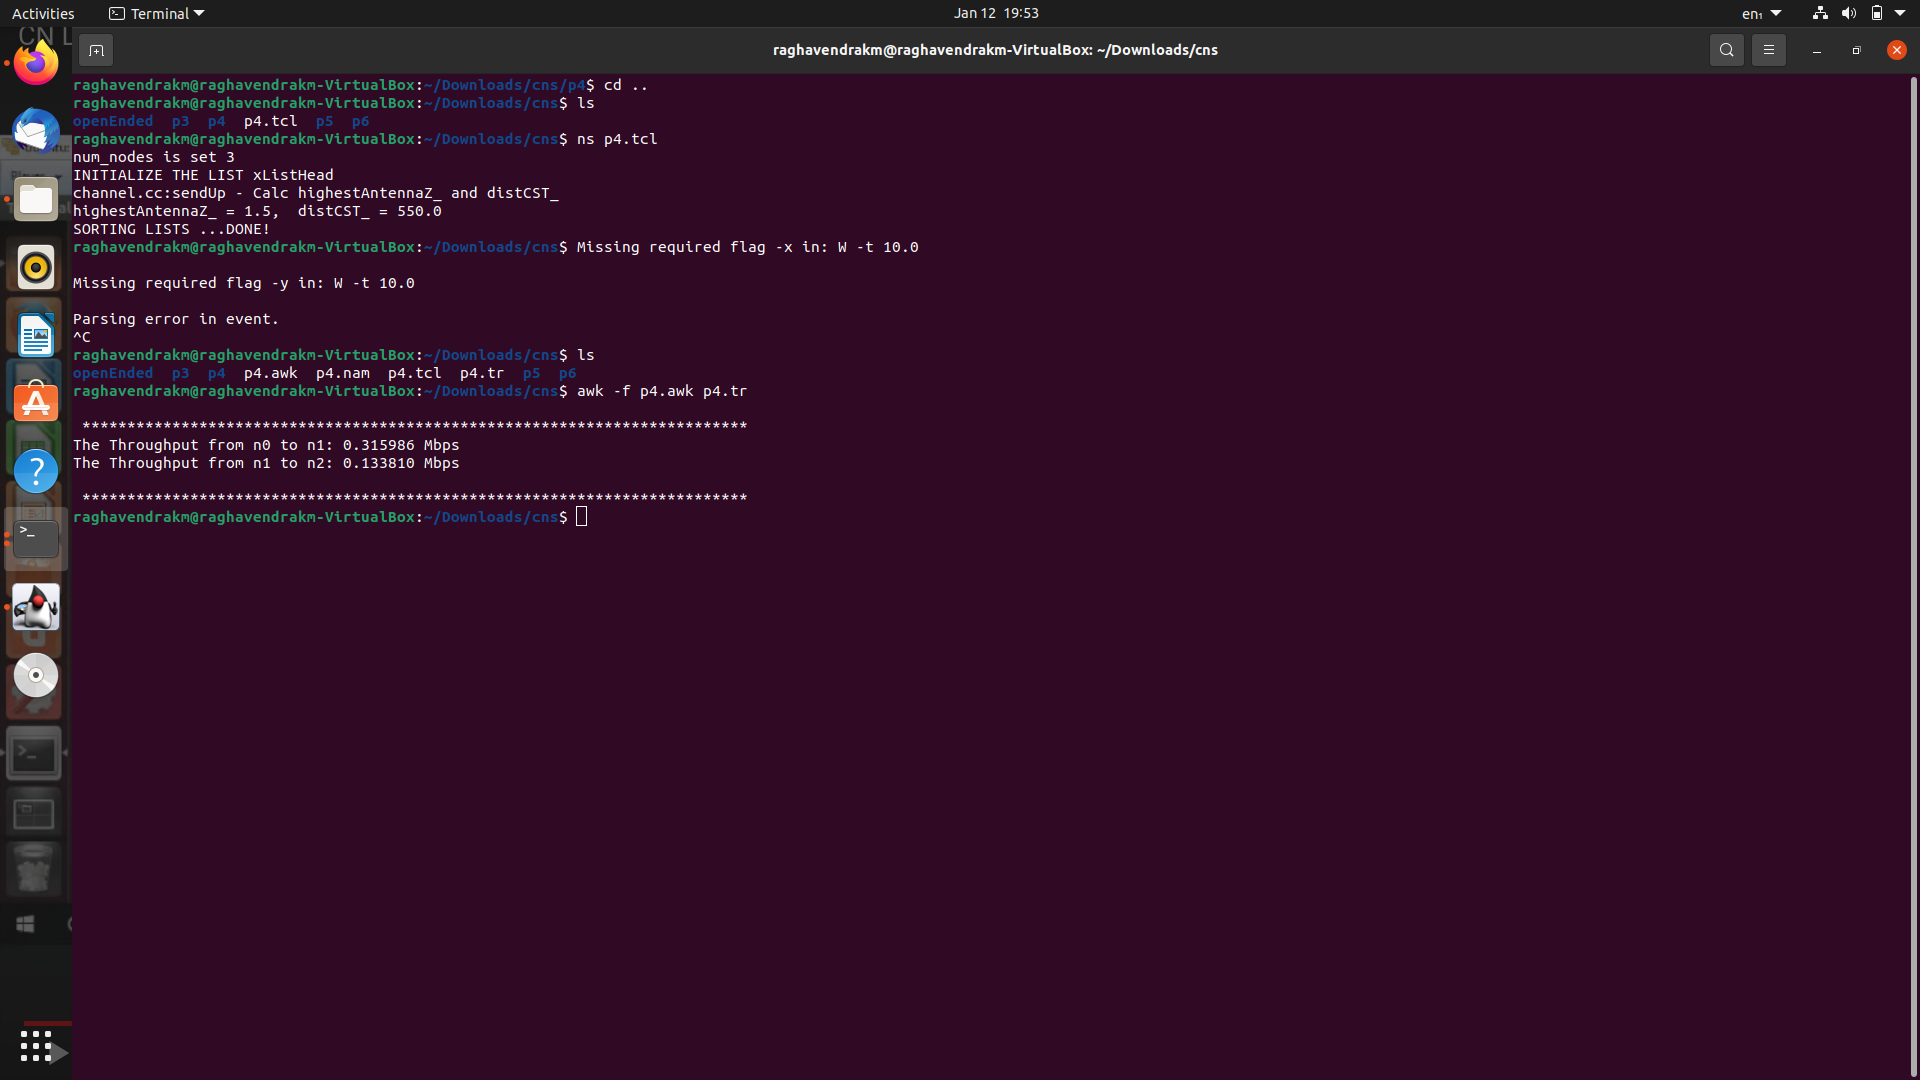 Activities Terminal Jan 12 19:53 en₁
CN L
raghavendrakm@raghavendrakm-VirtualBox: ~/Downloads/cns
raghavendrakm@raghavendrakm-VirtualBox:~/Downloads/cns/p4$ cd ..
raghavendrakm@raghavendrakm-VirtualBox:~/Downloads/cns$ ls
openEnded p3 p4 p4.tcl p5 p6
raghavendrakm@raghavendrakm-VirtualBox:~/Downloads/cns$ ns p4.tcl
num_nodes is set 3
INITIALIZE THE LIST xListHead
channel.cc:sendUp - Calc highestAntennaZ_ and distCST_
highestAntennaZ_ = 1.5, distCST_ = 550.0
SORTING LISTS ...DONE!
raghavendrakm@raghavendrakm-VirtualBox:~/Downloads/cns$ Missing required flag -x in: W -t 10.0
Missing required flag -y in: W -t 10.0
Parsing error in event.
^C
raghavendrakm@raghavendrakm-VirtualBox:~/Downloads/cns$ ls
openEnded p3 p4 p4.awk p4.nam p4.tcl p4.tr p5 p6
raghavendrakm@raghavendrakm-VirtualBox:~/Downloads/cns$ awk -f p4.awk p4.tr
**************************************************************************
The Throughput from n0 to n1: 0.315986 Mbps
The Throughput from n1 to n2: 0.133810 Mbps
**************************************************************************
raghavendrakm@raghavendrakm-VirtualBox:~/Downloads/cns$